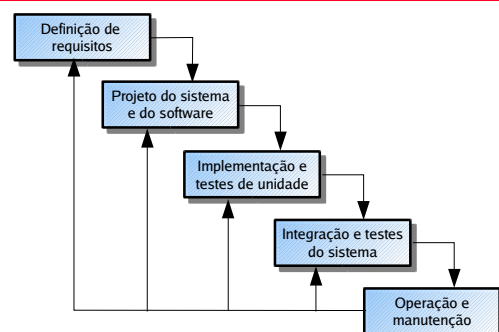 Definição de
requisitos
Projeto do sistema
e do software
Implementação e
testes de unidade
Integração e testes
do sistema
Operação e
manutenção